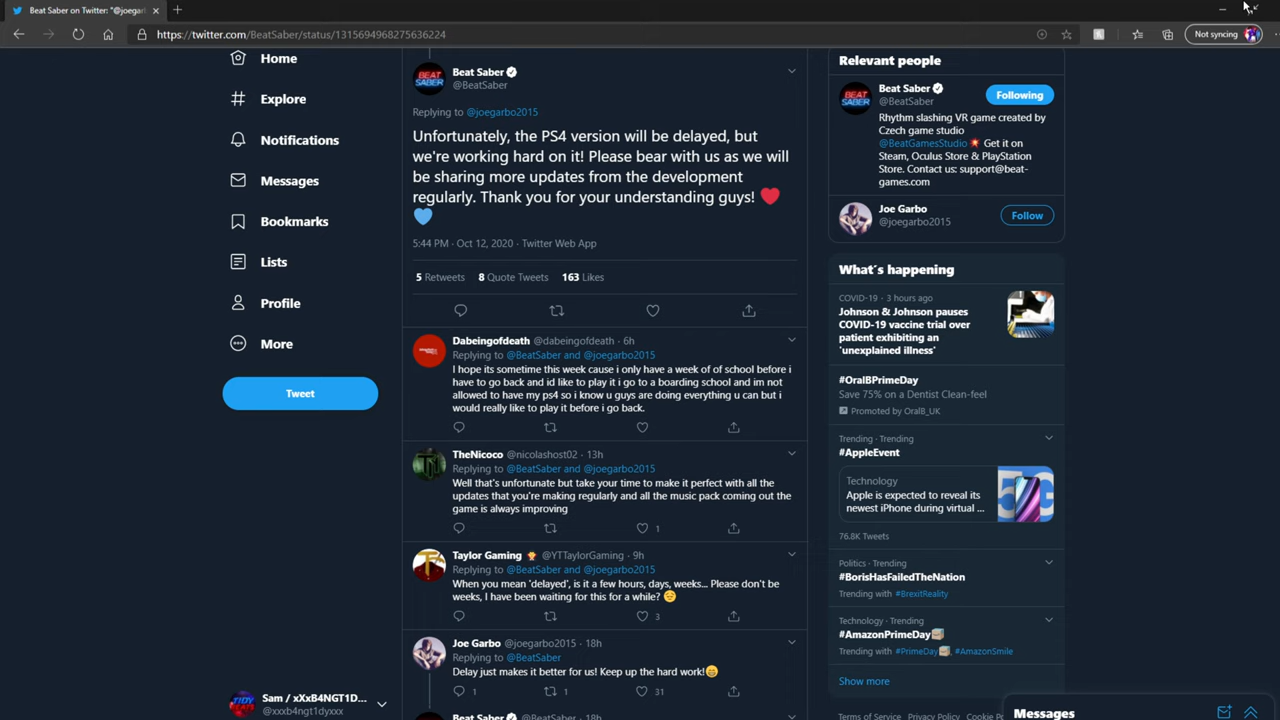 Beat Saber on Twitter: "@joegar
https://twitter.com/BeatSaber/status/1315694968275636224
Not syncing
Home
Explore
Notifications
Messages
Bookmarks
Lists
Profile
More
Tweet
Sam / xXxB4NGT1D...
@xxxb4ngt1dyxxx
Beat Saber
@BeatSaber
Replying to @joegarbo2015
Unfortunately, the PS4 version will be delayed, but
we're working hard on it! Please bear with us as we will
be sharing more updates from the development
regularly. Thank you for your understanding guys! ❤️
💙
5:44 PM · Oct 12, 2020 · Twitter Web App
5 Retweets 8 Quote Tweets 163 Likes
Dabeingofdeath @dabeingofdeath · 6h
Replying to @BeatSaber and @joegarbo2015
I hope its sometime this week cause i only have a week of of school before i
have to go back and id like to play it i go to a boarding school and im not
allowed to have my ps4 so i know u guys are doing everything u can but i
would really like to play it before i go back.
TheNicoco @nicolashost02 · 13h
Replying to @BeatSaber and @joegarbo2015
Well that's unfortunate but take your time to make it perfect with all the
updates that you're making regularly and all the music pack coming out the
game is always improving
1
Taylor Gaming @YTTaylorGaming · 9h
Replying to @BeatSaber and @joegarbo2015
When you mean 'delayed', is it a few hours, days, weeks... Please don't be
weeks, I have been waiting for this for a while? 😔
3
Joe Garbo @joegarbo2015 · 18h
Replying to @BeatSaber
Delay just makes it better for us! Keep up the hard work!😁
1 1 31
Beat Saber @BeatSaber · 18h
Relevant people
Beat Saber
@BeatSaber
Following
Rhythm slashing VR game created by
Czech game studio
@BeatGamesStudio 💥 Get it on
Steam, Oculus Store & PlayStation
Store. Contact us: support@beat-
games.com
Joe Garbo
@joegarbo2015
Follow
What's happening
COVID-19 · 3 hours ago
Johnson & Johnson pauses
COVID-19 vaccine trial over
patient exhibiting an
'unexplained illness'
#OralBPrimeDay
Save 75% on a Dentist Clean-feel
Promoted by OralB_UK
Trending · Trending
#AppleEvent
Technology
Apple is expected to reveal its
newest iPhone during virtual ...
5G
76.8K Tweets
Politics · Trending
#BorisHasFailedTheNation
Trending with #BrexitReality
Technology · Trending
#AmazonPrimeDay
Trending with #PrimeDay, #AmazonSmile
Show more
Terms of Service Privacy Policy Cookie Po
Messages